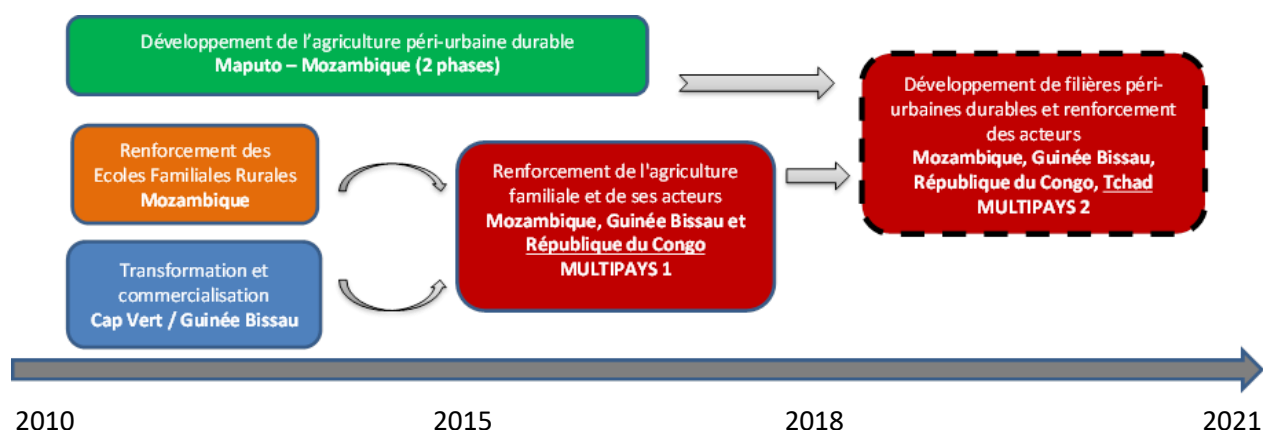 Développement de l'agriculture péri-urbaine durable
Maputo – Mozambique (2 phases)
Renforcement des
Ecoles Familiales Rurales
Mozambique
Transformation et
commercialisation
Cap Vert / Guinée Bissau
Renforcement de l'agriculture
familiale et de ses acteurs
Mozambique, Guinée Bissau et
République du Congo
MULTIPAYS 1
Développement de filières péri-
urbaines durables et renforcement
des acteurs
Mozambique, Guinée Bissau,
République du Congo, Tchad
MULTIPAYS 2
2010
2015
2018
2021